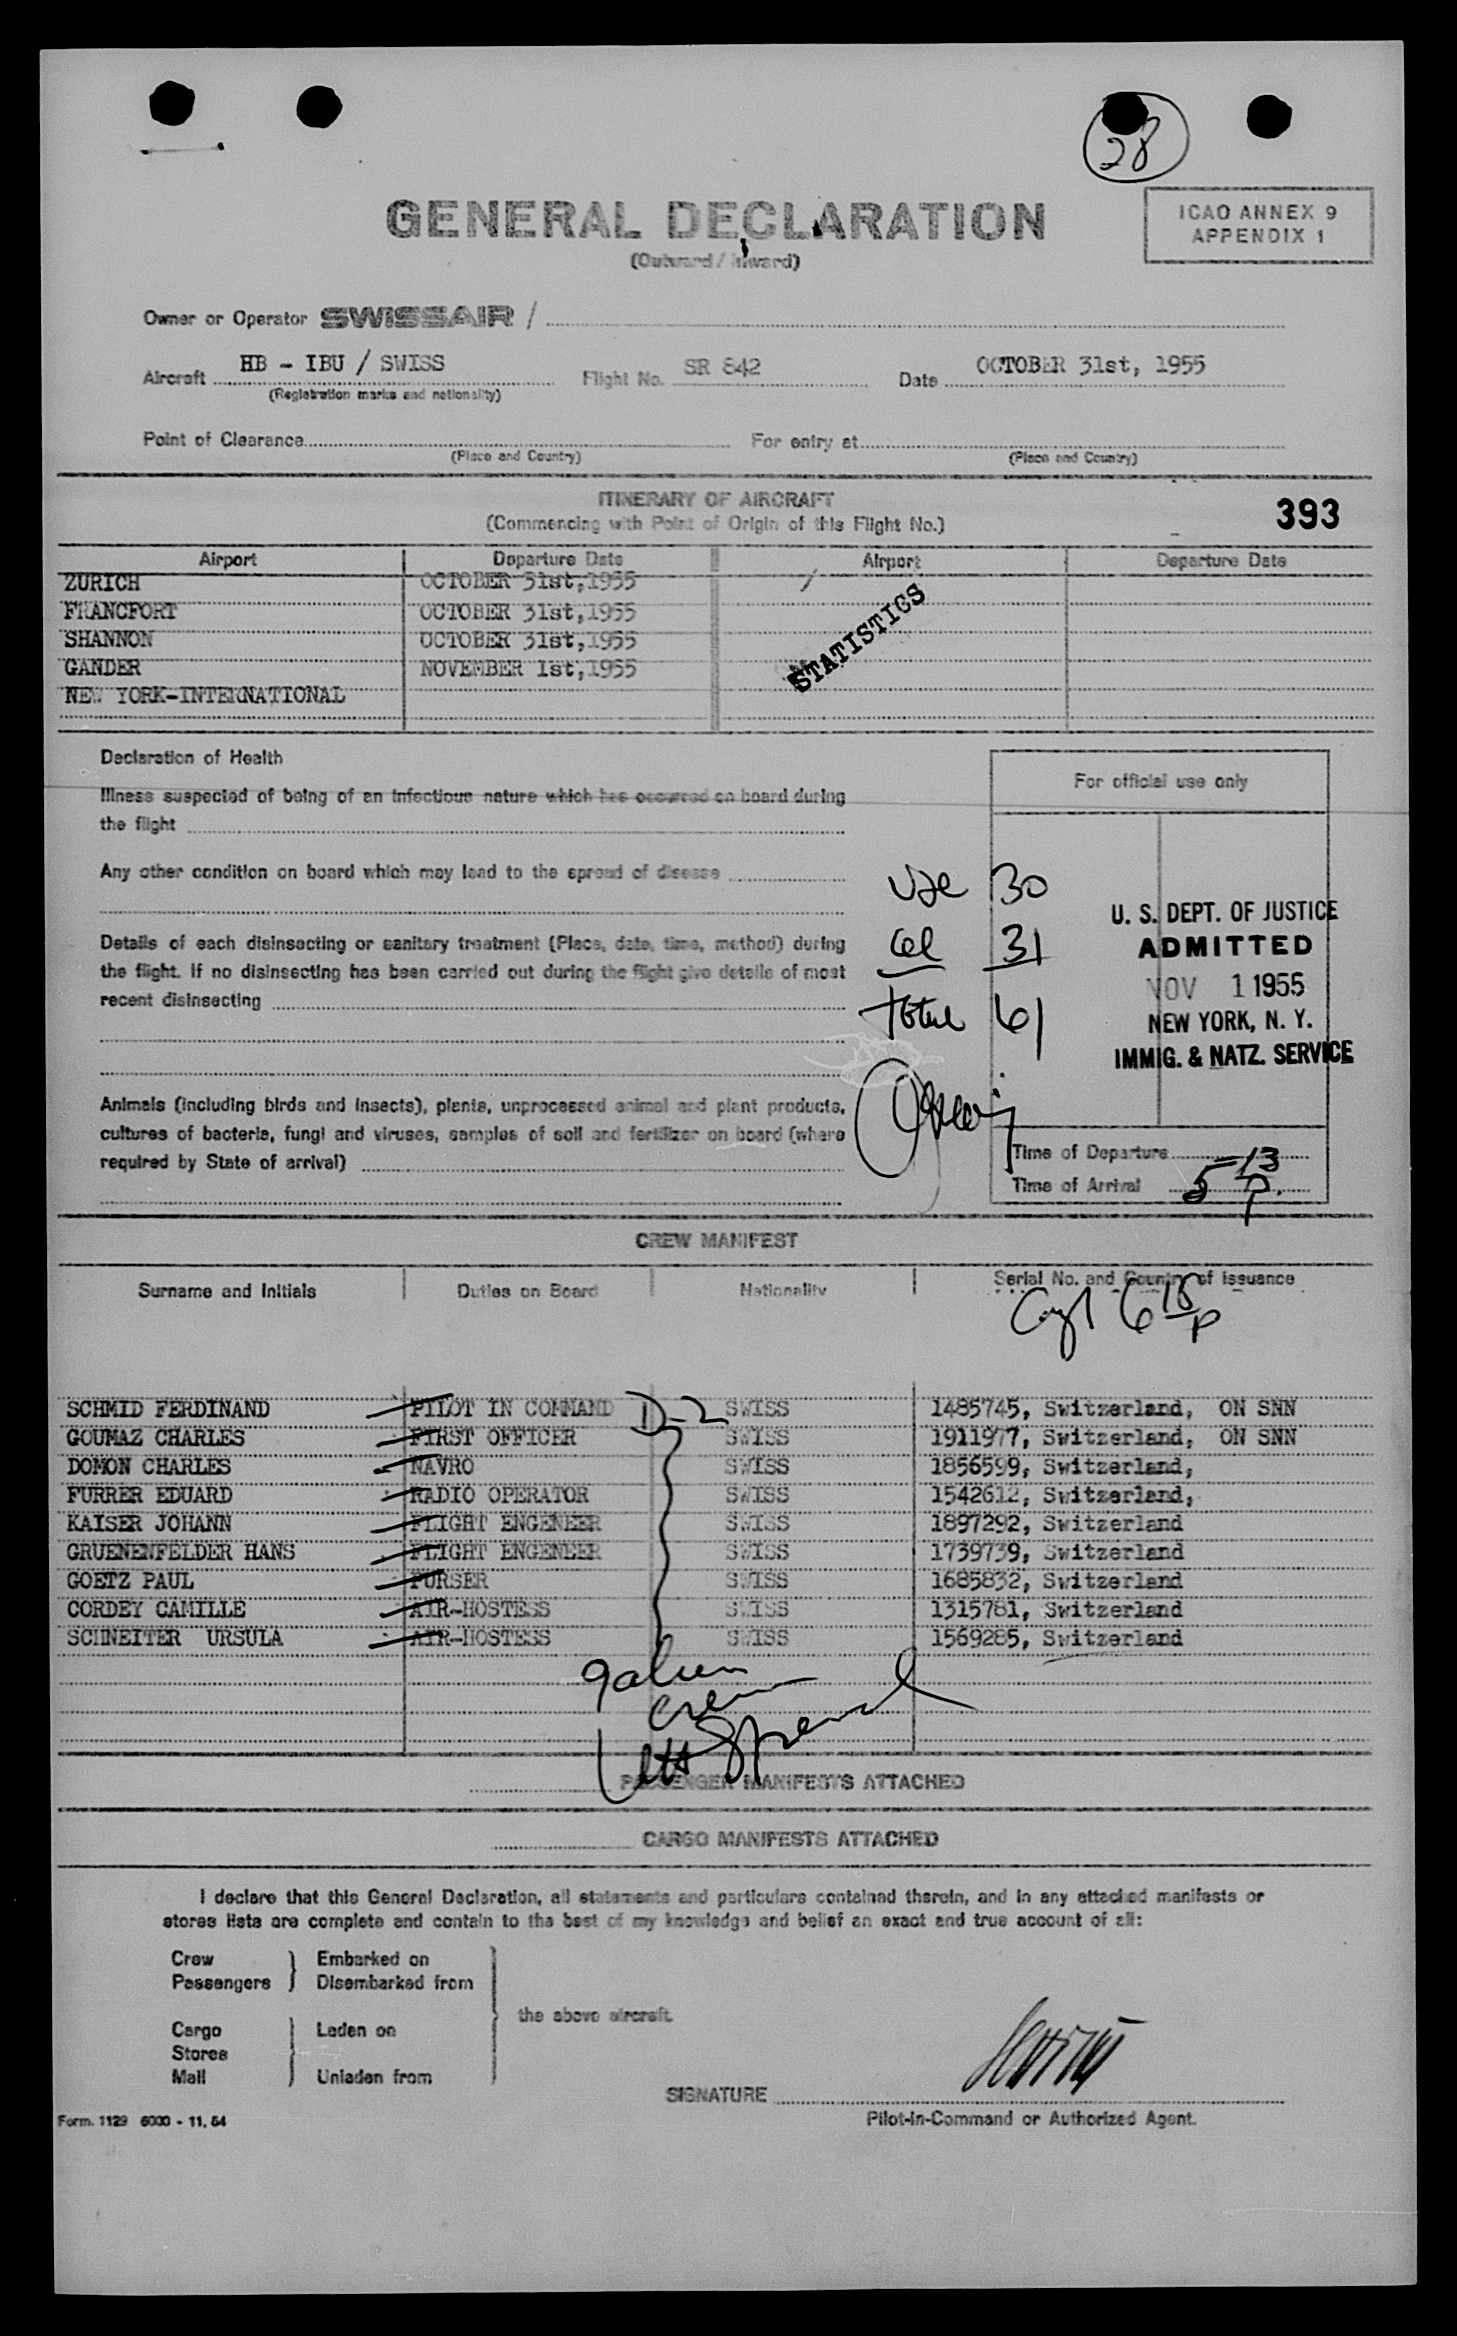 28
GENERAL DECLARATION
(Outward / Inward)
ICAO ANNEX 9
APPENDIX 1
Owner or Operator SWISSAIR /
Aircraft HB - IBU / SWISS Flight No. SR 842 Date OCTOBER 31st, 1955
(Registration marks and nationality)
Point of Clearance For entry at
(Place and Country) (Place and Country)
ITINERARY OF AIRCRAFT
(Commencing with Point of Origin of this Flight No.)
393
Airport Departure Date Airport Departure Date
ZURICH OCTOBER 31st,1955
FRANCFORT OCTOBER 31st,1955
SHANNON OCTOBER 31st,1955
GANDER NOVEMBER 1st,1955
NEW YORK-INTERNATIONAL
STATISTICS
Declaration of Health
Illness suspected of being of an infectious nature which has occurred on board during
the flight
Any other condition on board which may lead to the spread of disease
Details of each disinsecting or sanitary treatment (Place, date, time, method) during
the flight. If no disinsecting has been carried out during the flight give details of most
recent disinsecting
Animals (including birds and insects), plants, unprocessed animal and plant products,
cultures of bacteria, fungi and viruses, samples of soil and fertilizer on board (where
required by State of arrival)
For official use only
30
31
Total 61
U. S. DEPT. OF JUSTICE
ADMITTED
NOV 1 1955
NEW YORK, N. Y.
IMMIG. & NATZ. SERVICE
Time of Departure
Time of Arrival 5 13 P.
CREW MANIFEST
Surname and Initials Duties on Board Nationality Serial No. and Country of issuance
6 15 P
SCHMID FERDINAND PILOT IN COMMAND D-2 SWISS 1485745, Switzerland, ON SNN
GOUMAZ CHARLES FIRST OFFICER SWISS 1911977, Switzerland, ON SNN
DOMON CHARLES NAVRO SWISS 1856599, Switzerland,
FURRER EDUARD RADIO OPERATOR SWISS 1542612, Switzerland,
KAISER JOHANN FLIGHT ENGENEER SWISS 1897292, Switzerland
GRUENENFELDER HANS FLIGHT ENGENEER SWISS 1739739, Switzerland
GOETZ PAUL PURSER SWISS 1685832, Switzerland
CORDEY CAMILLE AIR-HOSTESS SWISS 1315781, Switzerland
SCHNEITER URSULA AIR-HOSTESS SWISS 1569285, Switzerland
PASSENGER MANIFESTS ATTACHED
CARGO MANIFESTS ATTACHED
I declare that this General Declaration, all statements and particulars contained therein, and in any attached manifests or
stores lists are complete and contain to the best of my knowledge and belief an exact and true account of all:
Crew Embarked on
Passengers Disembarked from
the above aircraft.
Cargo Laden on
Stores
Mail Unladen from
SIGNATURE
Pilot-in-Command or Authorized Agent.
Form. 1129 6000 - 11. 54